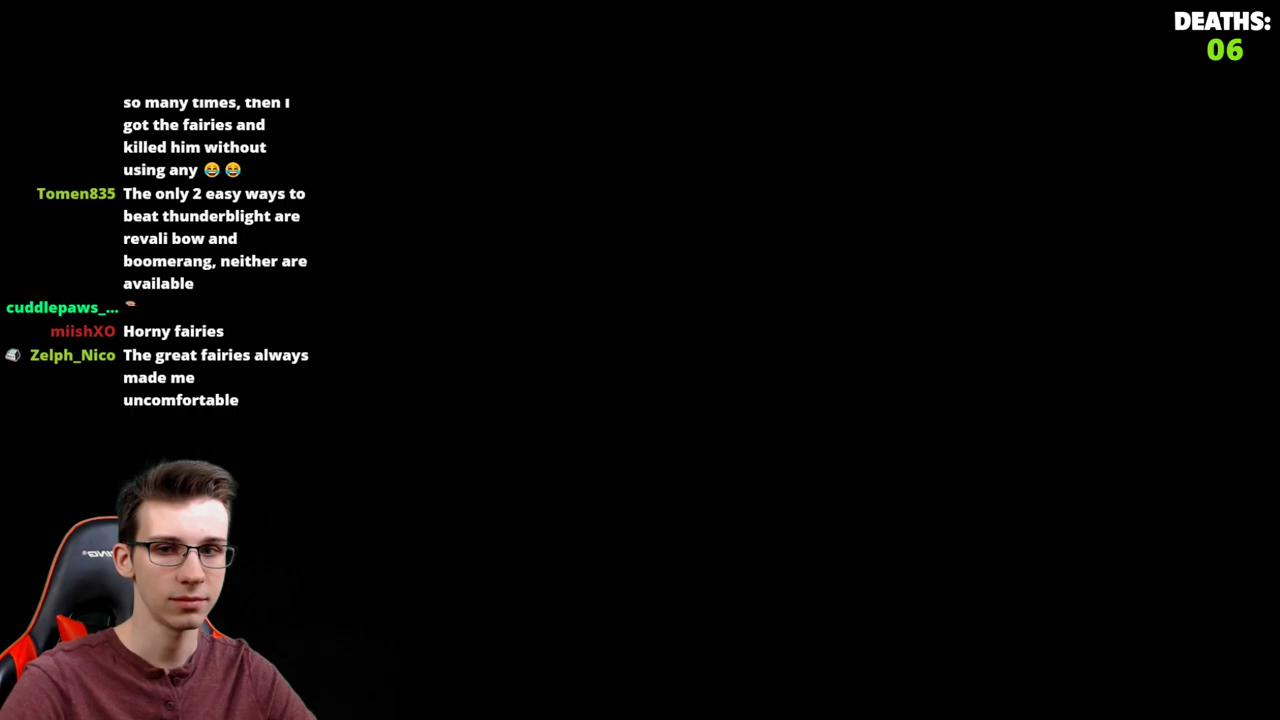 DEATHS:
06
so many times, then I
got the fairies and
killed him without
using any 😂 😂
Tomen835 The only 2 easy ways to
beat thunderblight are
revali bow and
boomerang, neither are
available
cuddlepaws_...
miishXO Horny fairies
Zelph_Nico The great fairies always
made me
uncomfortable